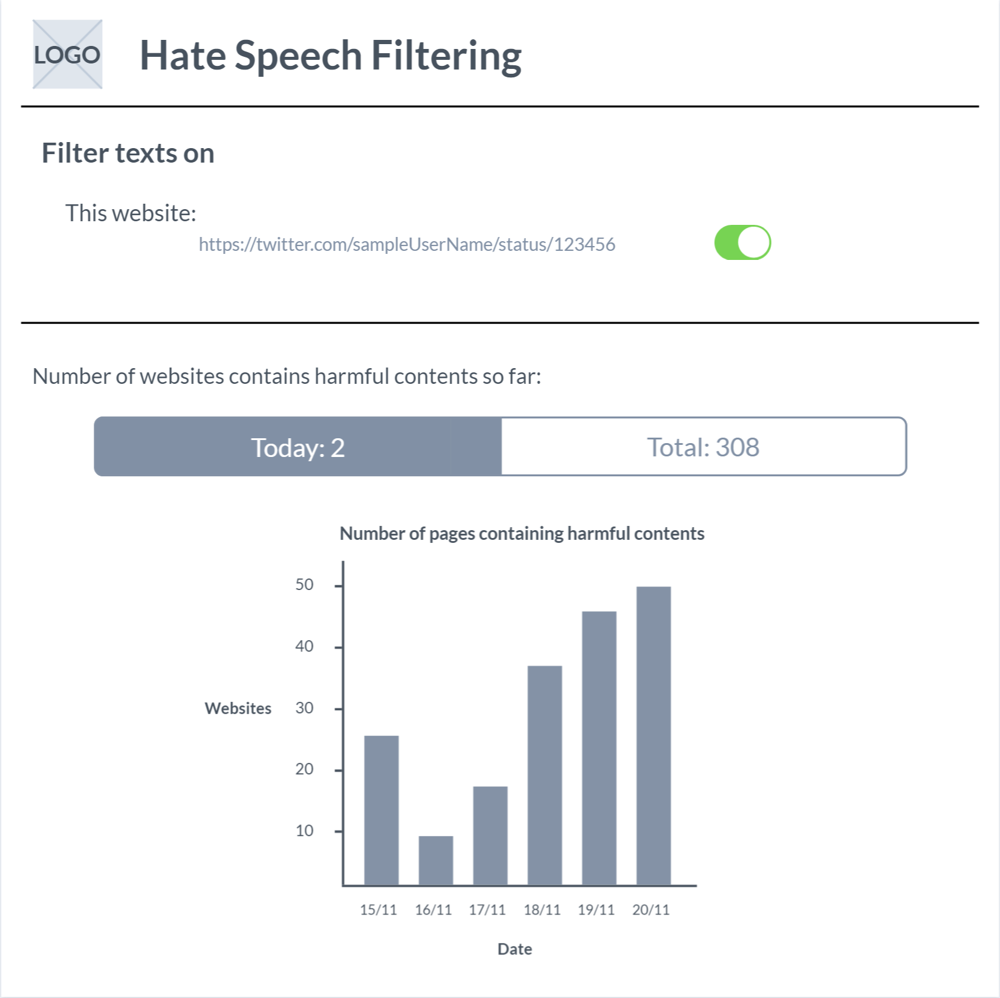 LOGO
Hate Speech Filtering
Filter texts on
This website:
https://twitter.com/sampleUserName/status/123456
Number of websites contains harmful contents so far:
Today: 2
Total: 308
Number of pages containing harmful contents
50
40
Websites
30
20
10
15/11 16/11 17/11 18/11 19/11 20/11
Date